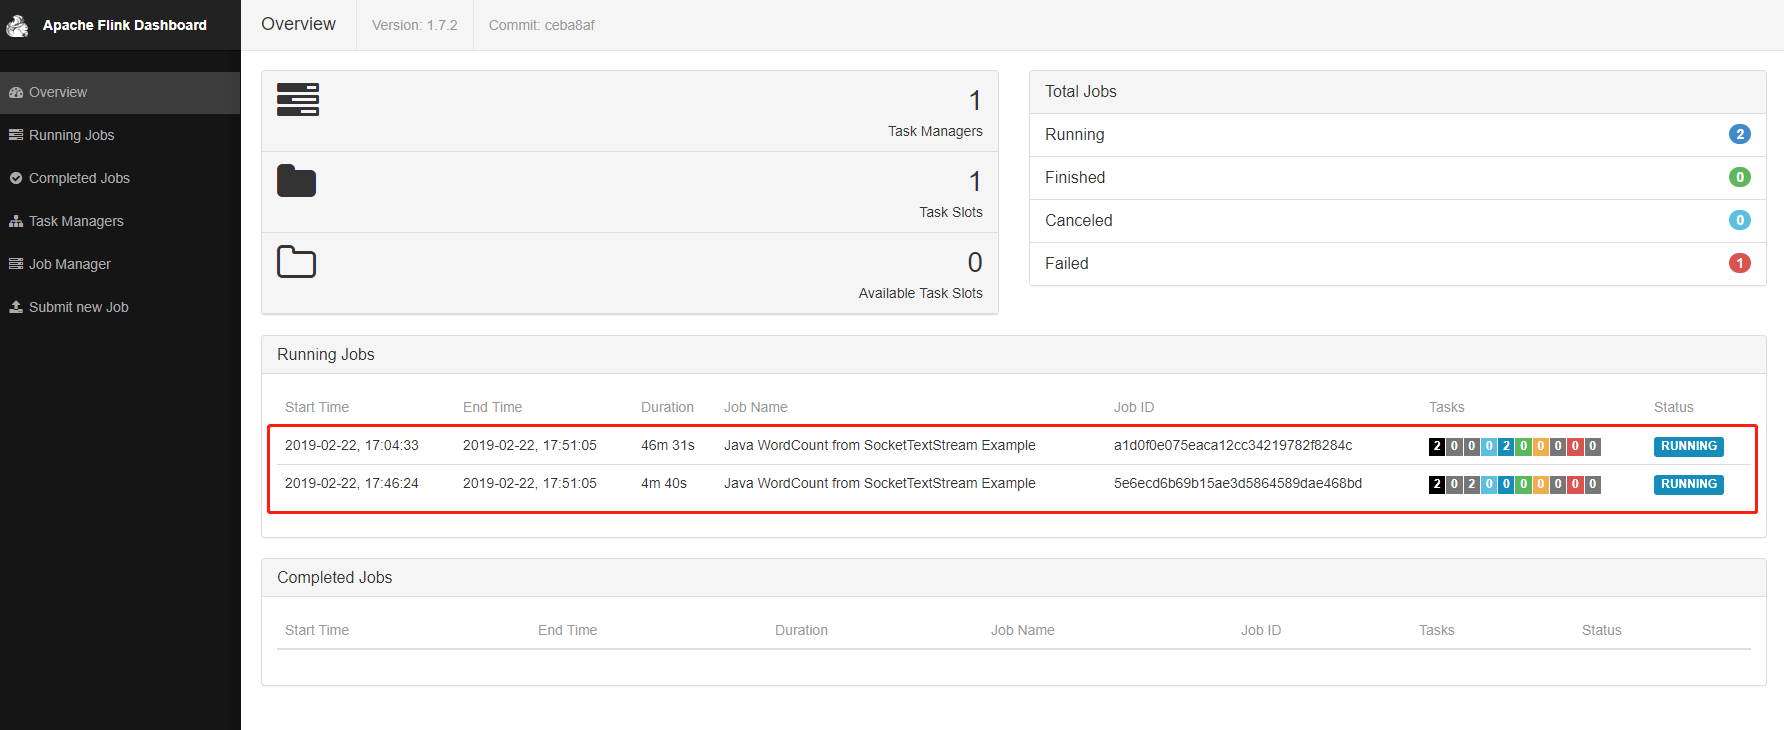 Apache Flink Dashboard
Overview
Version: 1.7.2
Commit: ceba8af
Overview
Running Jobs
Completed Jobs
Task Managers
Job Manager
Submit new Job
1
Task Managers
1
Task Slots
0
Available Task Slots
Total Jobs
Running 2
Finished 0
Canceled 0
Failed 1
Running Jobs
Start Time End Time Duration Job Name Job ID Tasks Status
2019-02-22, 17:04:33 2019-02-22, 17:51:05 46m 31s Java WordCount from SocketTextStream Example a1d0f0e075eaca12cc34219782f8284c 2 0 0 0 2 0 0 0 0 0 RUNNING
2019-02-22, 17:46:24 2019-02-22, 17:51:05 4m 40s Java WordCount from SocketTextStream Example 5e6ecd6b69b15ae3d5864589dae468bd 2 0 2 0 0 0 0 0 0 0 RUNNING
Completed Jobs
Start Time End Time Duration Job Name Job ID Tasks Status